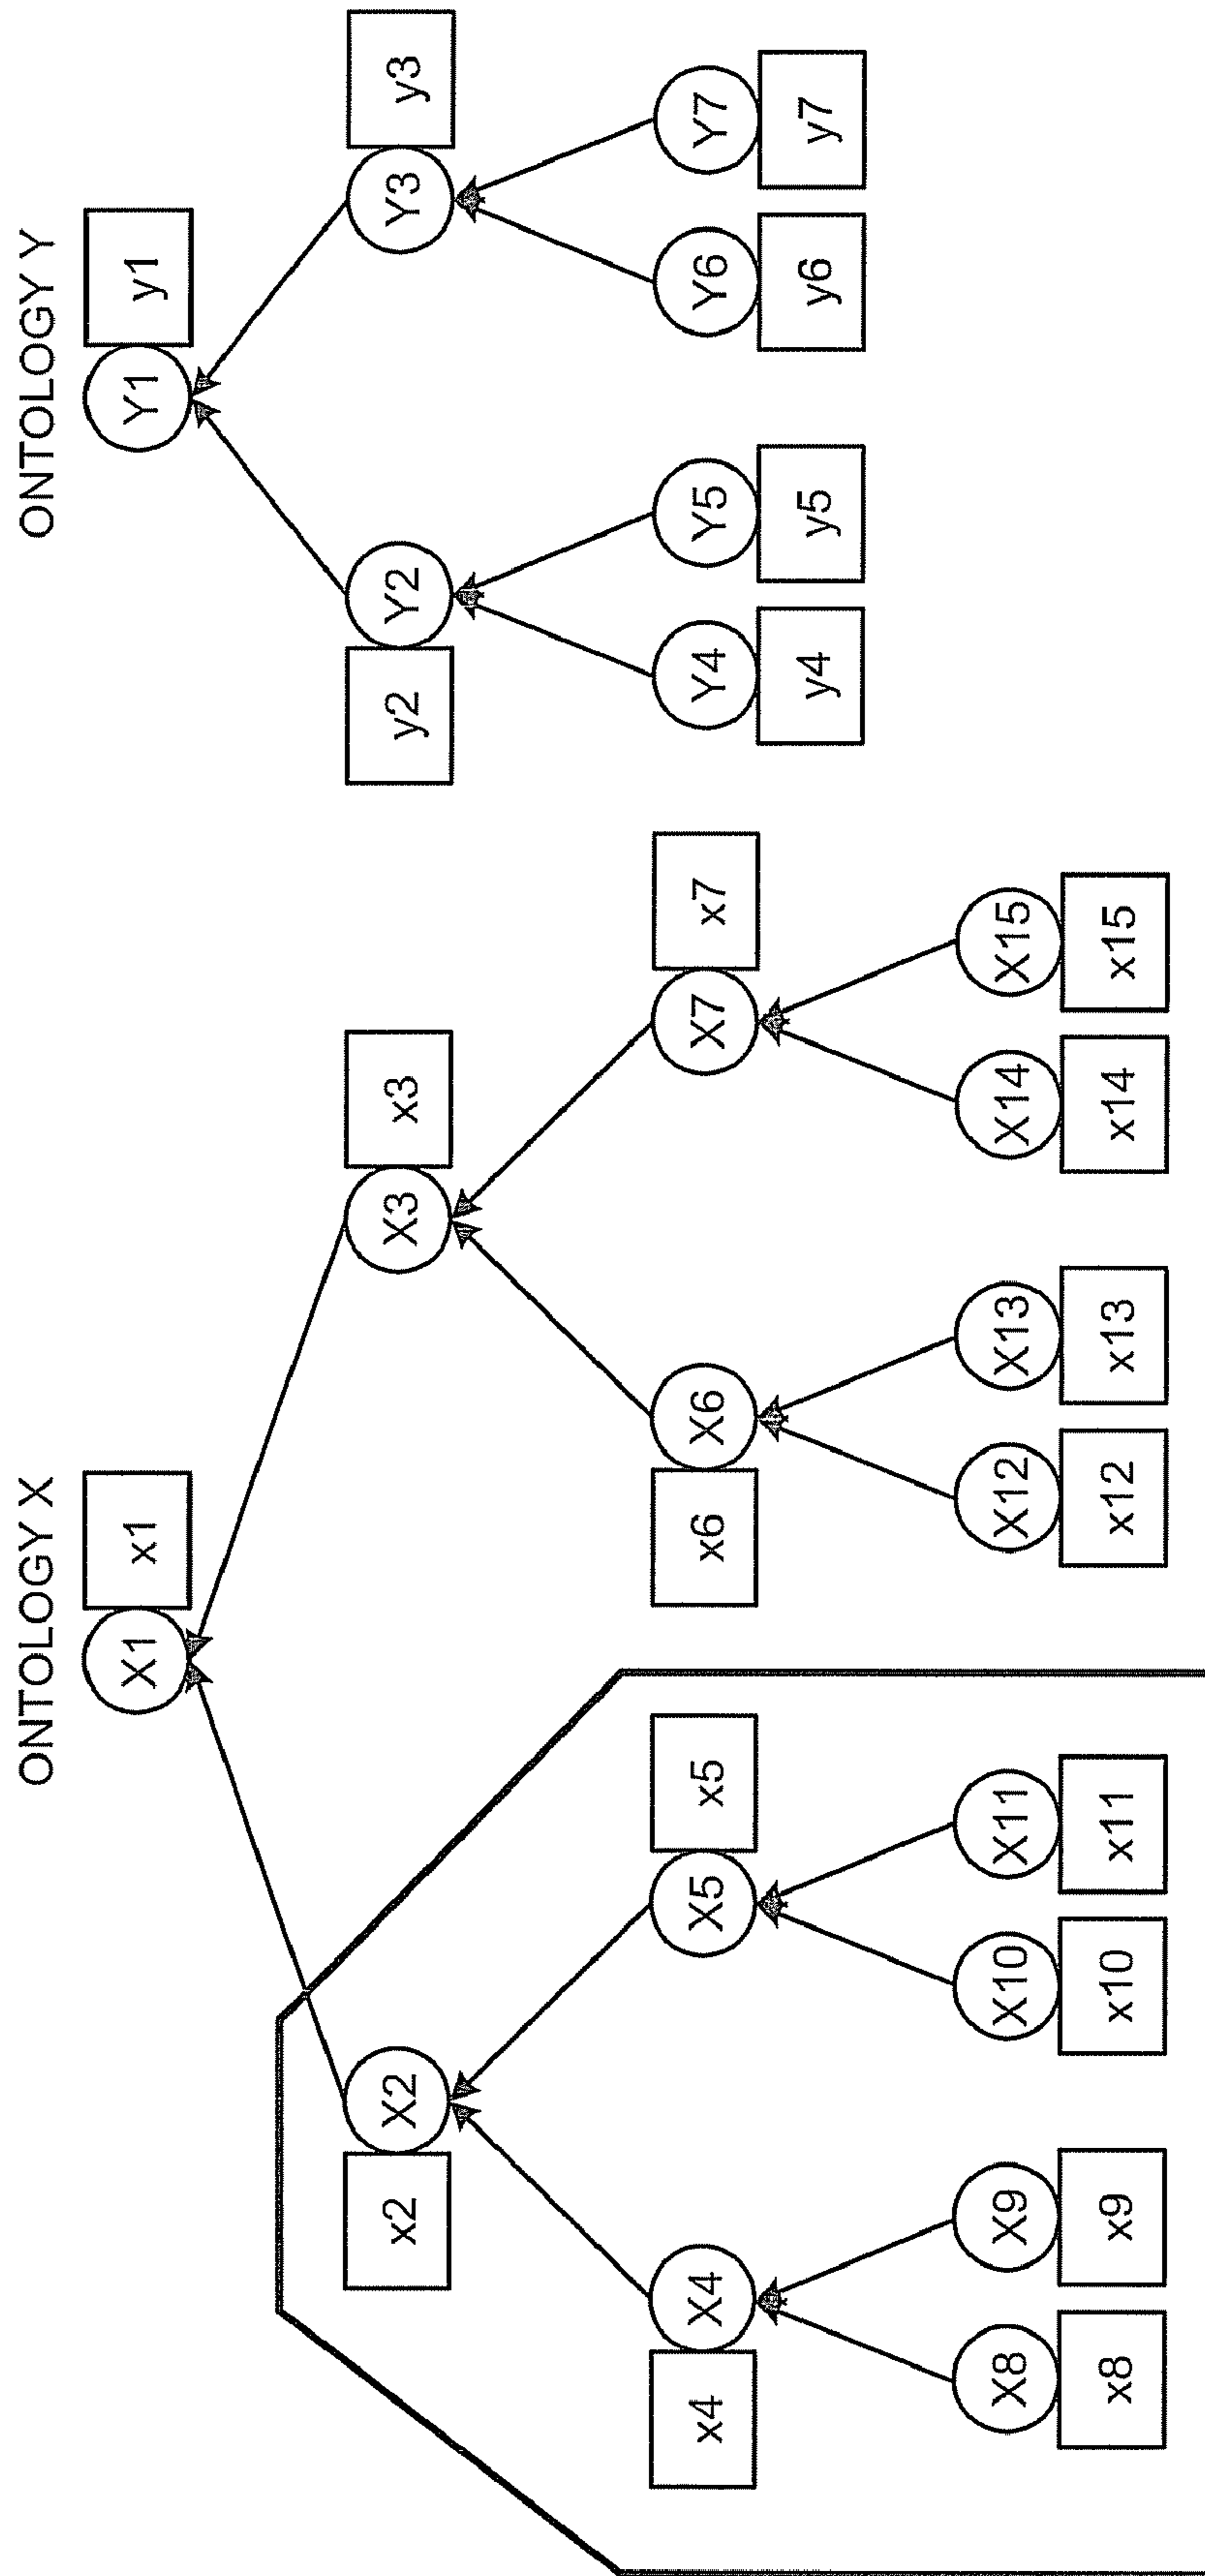 ONTOLOGY X
X1
x1
x2
X2
X3
x3
x4
X4
X5
x5
x6
X6
X7
x7
X8
X9
X10
X11
X12
X13
X14
X15
x8
x9
x10
x11
x12
x13
x14
x15
ONTOLOGY Y
Y1
y1
y2
Y2
Y3
y3
Y4
Y5
Y6
Y7
y4
y5
y6
y7